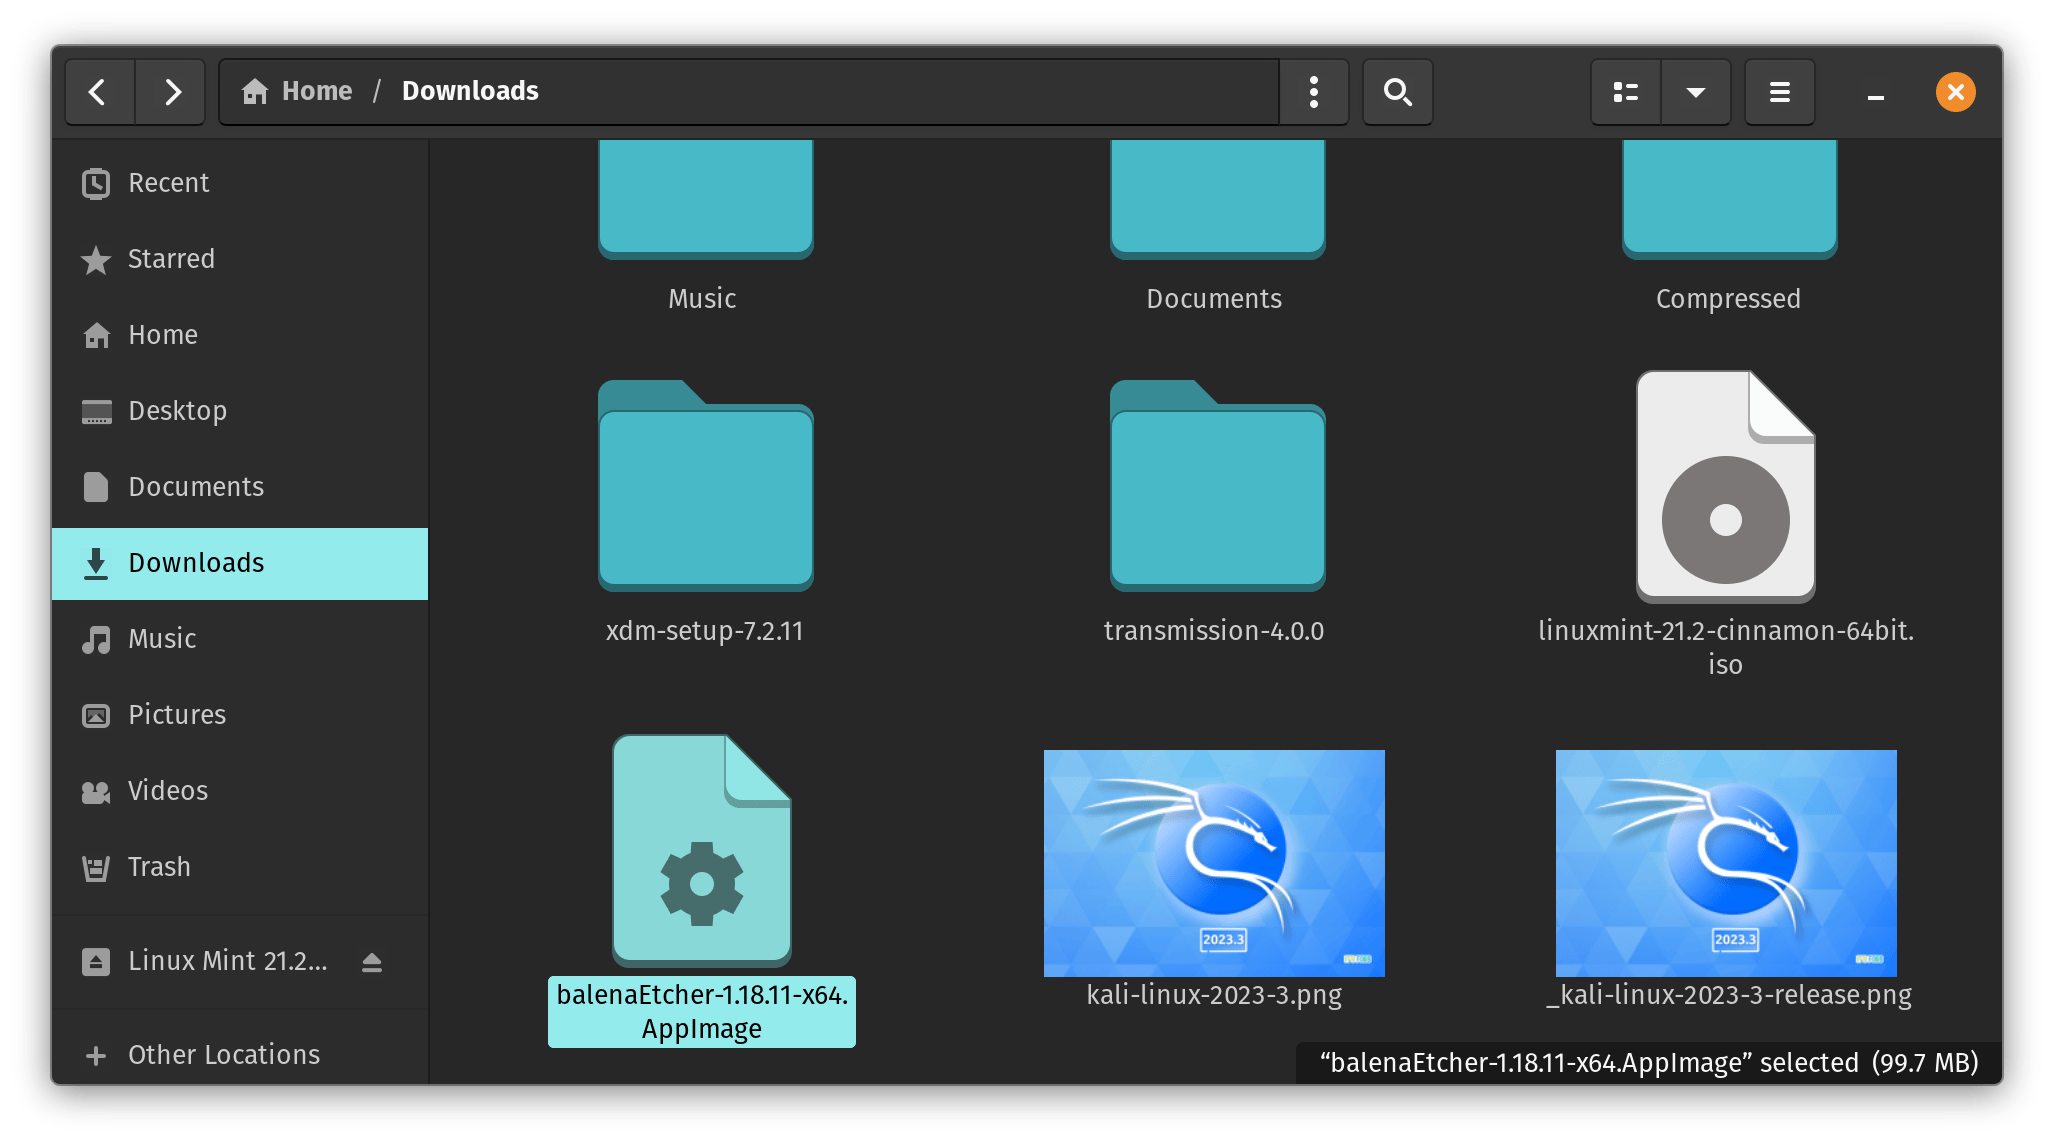 Home / Downloads
Recent
Starred
Home
Desktop
Documents
Downloads
Music
Pictures
Videos
Trash
Linux Mint 21.2...
Other Locations
Music
Documents
Compressed
xdm-setup-7.2.11
transmission-4.0.0
linuxmint-21.2-cinnamon-64bit.
iso
balenaEtcher-1.18.11-x64.
AppImage
2023.3
kali-linux-2023-3.png
2023.3
_kali-linux-2023-3-release.png
“balenaEtcher-1.18.11-x64.AppImage” selected (99.7 MB)